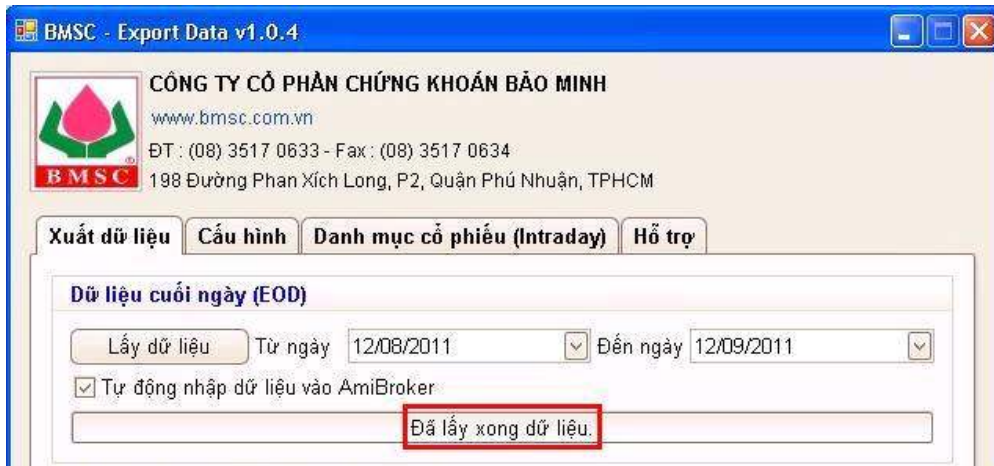 BMSC - Export Data v1.0.4
CÔNG TY CỔ PHẦN CHỨNG KHOÁN BẢO MINH
www.bmsc.com.vn
ĐT : (08) 3517 0633 - Fax : (08) 3517 0634
BMSC ®
198 Đường Phan Xích Long, P2, Quận Phú Nhuận, TPHCM
Xuất dữ liệu Cấu hình Danh mục cổ phiếu (Intraday) Hỗ trợ
Dữ liệu cuối ngày (EOD)
Lấy dữ liệu Từ ngày 12/08/2011 Đến ngày 12/09/2011
Tự động nhập dữ liệu vào AmiBroker
Đã lấy xong dữ liệu.